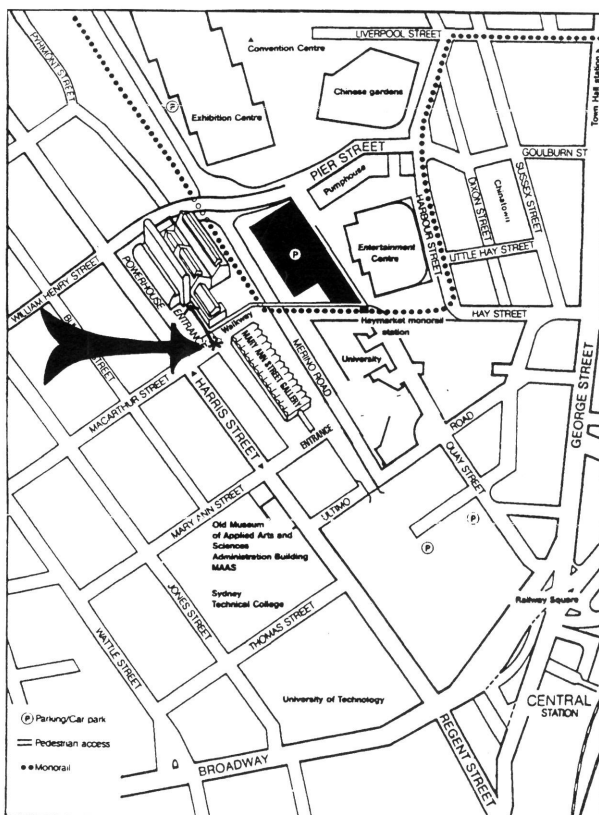 LIVERPOOL STREET
Convention Centre
PYRMONT STREET
Chinese gardens
Town Hall station
P
Exhibition Centre
PIER STREET
GOULBURN ST
Pumphouse
DIXON STREET
Chinatown
SUSSEX STREET
HARBOUR STREET
P
Entertainment
Centre
LITTLE HAY STREET
WILLIAM HENRY STREET
POWERHOUSE
ENTRANCE
Walkway
HAY STREET
Haymarket monorail
station
MARY ANN STREET GALLERY
MERINO ROAD
University
MACARTHUR STREET
HARRIS STREET
GEORGE STREET
ENTRANCE
ROAD
QUAY STREET
MARY ANN STREET
ULTIMO
Old Museum
of Applied Arts and
Sciences
Administration Building
MAAS
P
P
Sydney
Technical College
JONES STREET
THOMAS STREET
Railway Square
WATTLE STREET
University of Technology
CENTRAL
STATION
P Parking/Car park
Pedestrian access
Monorail
REGENT STREET
BROADWAY